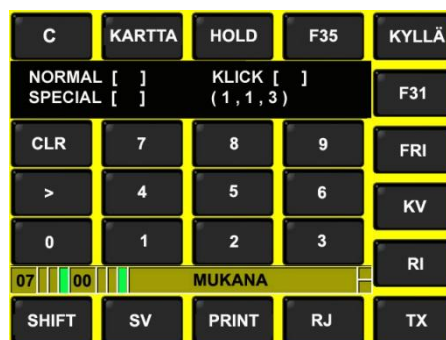 C KARTTA HOLD F35 KYLLÄ
NORMAL [ ] KLICK [ ]
SPECIAL [ ] (1,1,3)
F31
CLR 7 8 9 FRI
> 4 5 6 KV
0 1 2 3
RI
07 00 MUKANA
SHIFT SV PRINT RJ TX